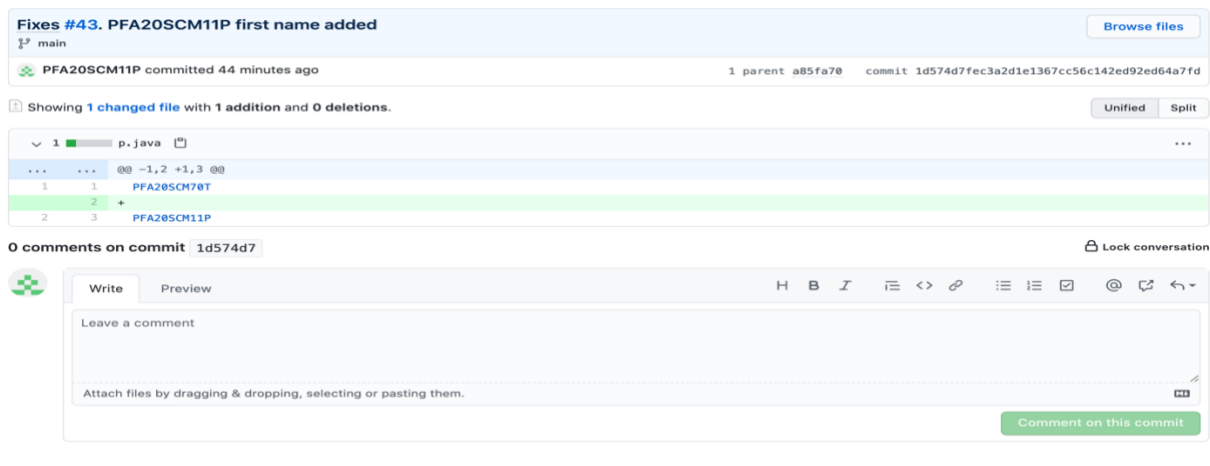 Fixes #43. PFA20SCM11P first name added
Browse files
main
PFA20SCM11P committed 44 minutes ago
1 parent a85fa70 commit 1d574d7fec3a2d1e1367cc56c142ed92ed64a7fd
Showing 1 changed file with 1 addition and 0 deletions.
Unified Split
1 p.java ...
... ... @@ -1,2 +1,3 @@
1 1 PFA20SCM70T
2 +
2 3 PFA20SCM11P
0 comments on commit 1d574d7
Lock conversation
Write Preview
H B I <> @
Leave a comment
Attach files by dragging & dropping, selecting or pasting them.
Comment on this commit